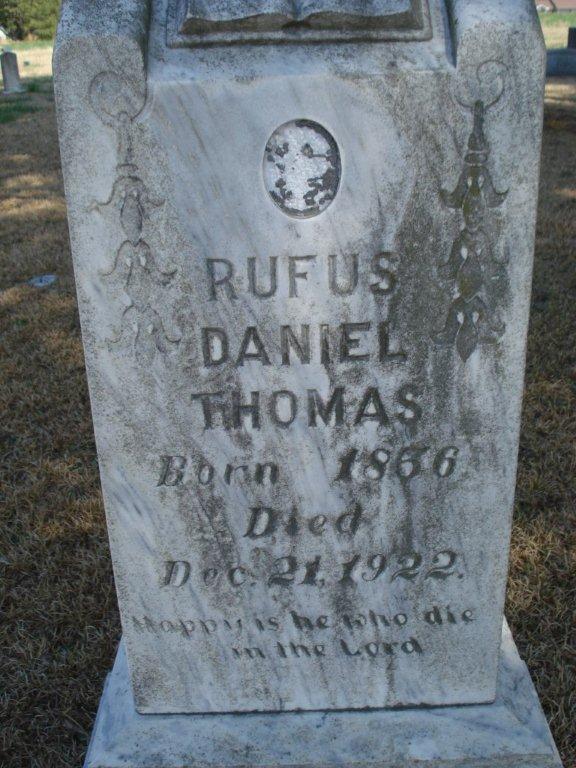 RUFUS
DANIEL
THOMAS
Born 1856
Died
Dec. 21, 1922.
Happy is he who die
in the Lord